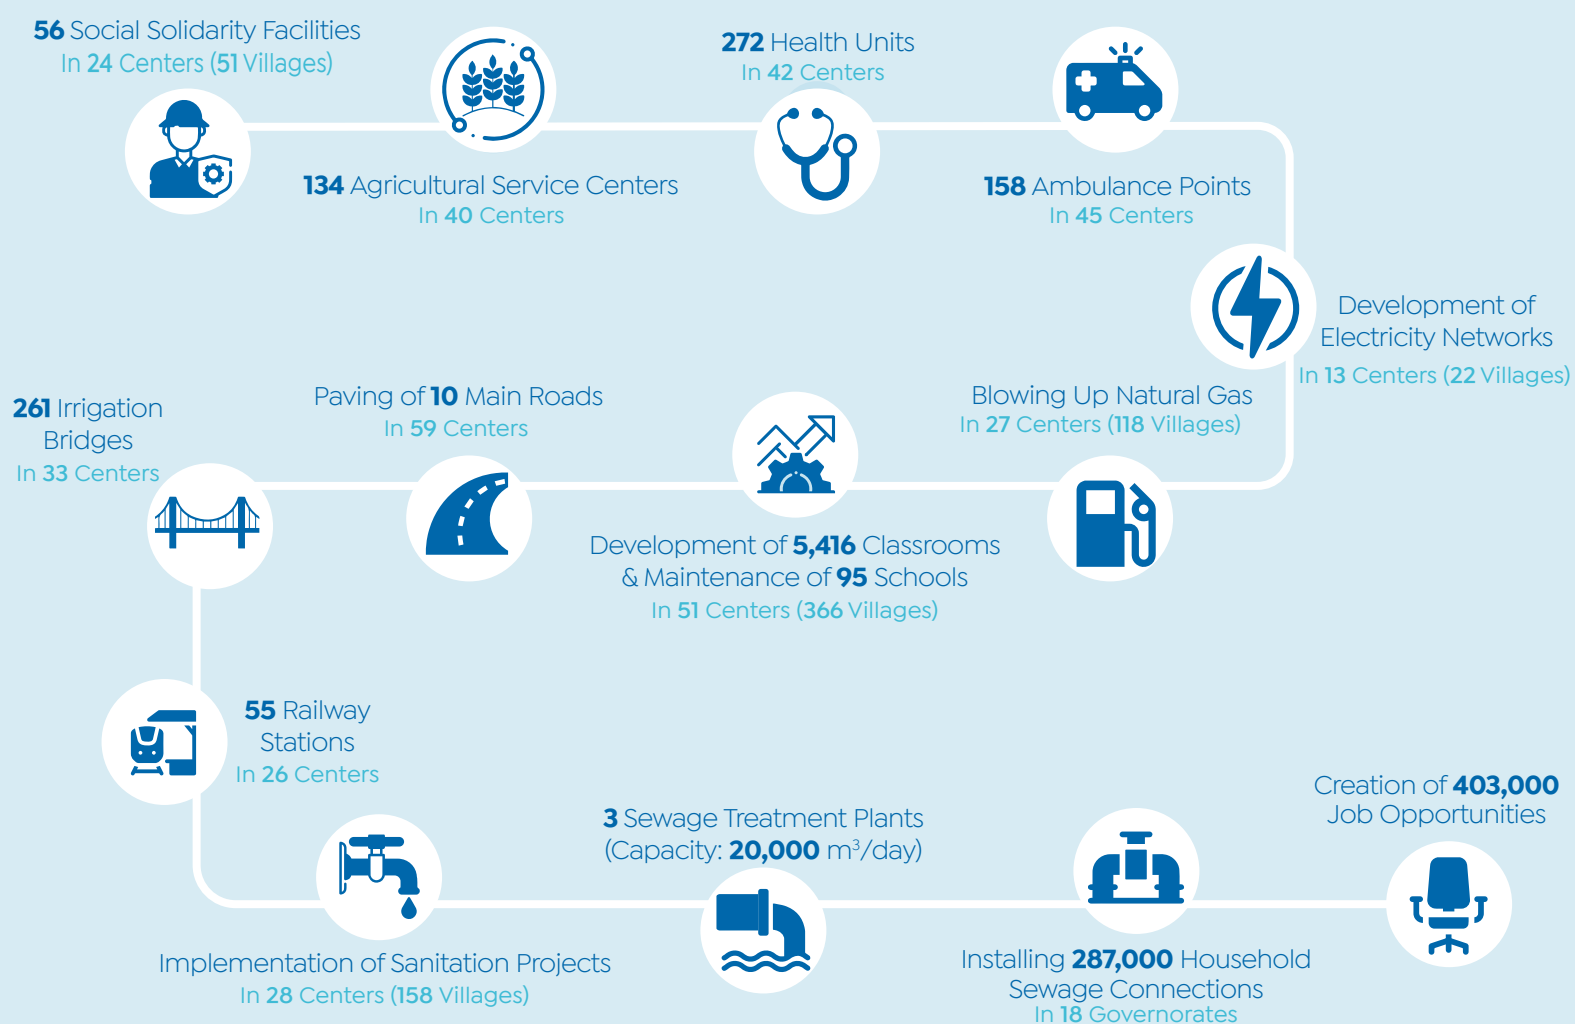 56 Social Solidarity Facilities
In 24 Centers (51 Villages)
134 Agricultural Service Centers
In 40 Centers
272 Health Units
In 42 Centers
158 Ambulance Points
In 45 Centers
Development of
Electricity Networks
In 13 Centers (22 Villages)
Blowing Up Natural Gas
In 27 Centers (118 Villages)
Development of 5,416 Classrooms
& Maintenance of 95 Schools
In 51 Centers (366 Villages)
Paving of 10 Main Roads
In 59 Centers
261 Irrigation
Bridges
In 33 Centers
55 Railway
Stations
In 26 Centers
Implementation of Sanitation Projects
In 28 Centers (158 Villages)
3 Sewage Treatment Plants
(Capacity: 20,000 m³/day)
Installing 287,000 Household
Sewage Connections
In 18 Governorates
Creation of 403,000
Job Opportunities